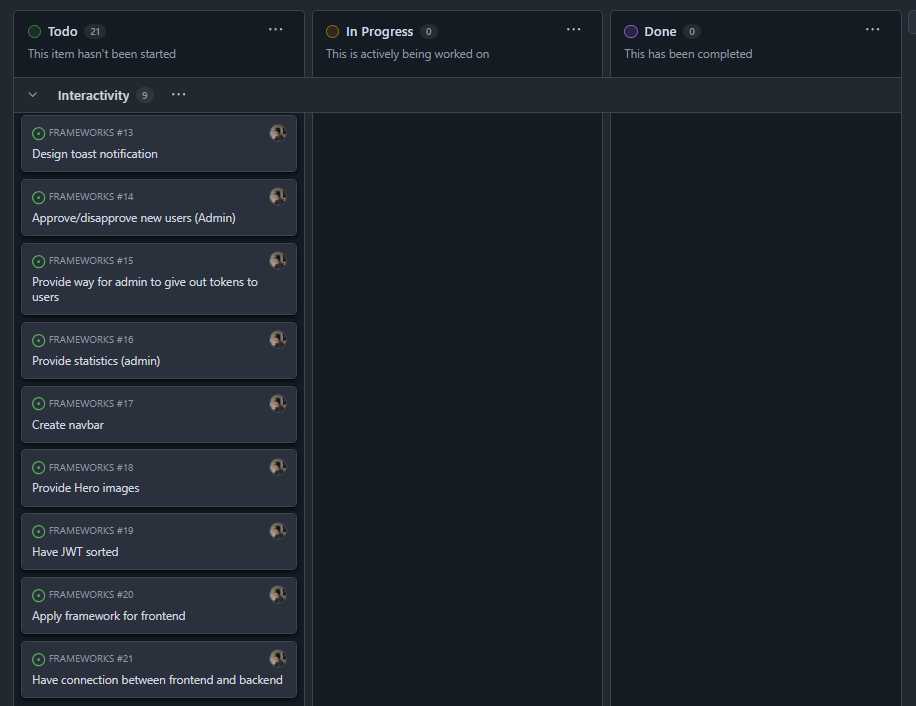 Todo 21
This item hasn't been started
In Progress 0
This is actively being worked on
Done 0
This has been completed
Interactivity 9
FRAMEWORKS #13
Design toast notification
FRAMEWORKS #14
Approve/disapprove new users (Admin)
FRAMEWORKS #15
Provide way for admin to give out tokens to
users
FRAMEWORKS #16
Provide statistics (admin)
FRAMEWORKS #17
Create navbar
FRAMEWORKS #18
Provide Hero images
FRAMEWORKS #19
Have JWT sorted
FRAMEWORKS #20
Apply framework for frontend
FRAMEWORKS #21
Have connection between frontend and backend